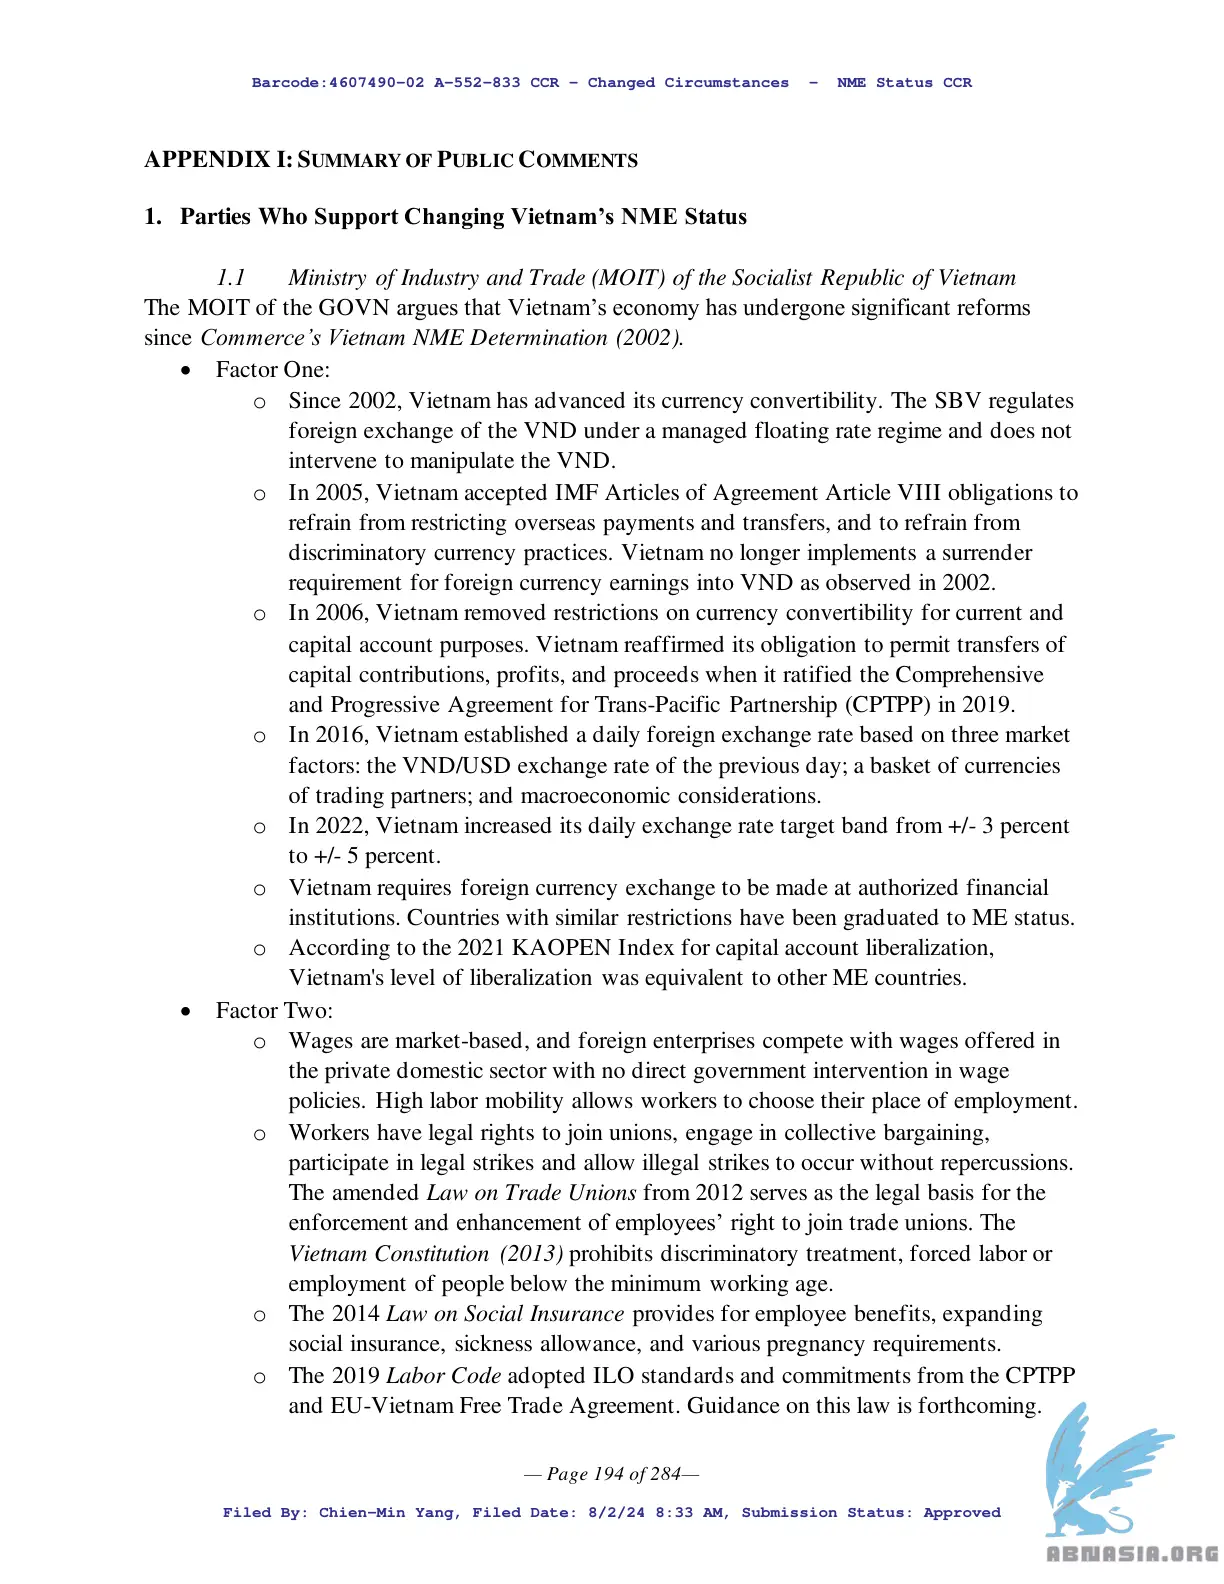 Barcode:4607490-02 A-552-833 CCR - Changed Circumstances - NME Status CCR
APPENDIX I: SUMMARY OF PUBLIC COMMENTS
1. Parties Who Support Changing Vietnam’s NME Status
1.1 Ministry of Industry and Trade (MOIT) of the Socialist Republic of Vietnam
The MOIT of the GOVN argues that Vietnam’s economy has undergone significant reforms
since Commerce’s Vietnam NME Determination (2002).
• Factor One:
o Since 2002, Vietnam has advanced its currency convertibility. The SBV regulates
foreign exchange of the VND under a managed floating rate regime and does not
intervene to manipulate the VND.
o In 2005, Vietnam accepted IMF Articles of Agreement Article VIII obligations to
refrain from restricting overseas payments and transfers, and to refrain from
discriminatory currency practices. Vietnam no longer implements a surrender
requirement for foreign currency earnings into VND as observed in 2002.
o In 2006, Vietnam removed restrictions on currency convertibility for current and
capital account purposes. Vietnam reaffirmed its obligation to permit transfers of
capital contributions, profits, and proceeds when it ratified the Comprehensive
and Progressive Agreement for Trans-Pacific Partnership (CPTPP) in 2019.
o In 2016, Vietnam established a daily foreign exchange rate based on three market
factors: the VND/USD exchange rate of the previous day; a basket of currencies
of trading partners; and macroeconomic considerations.
o In 2022, Vietnam increased its daily exchange rate target band from +/- 3 percent
to +/- 5 percent.
o Vietnam requires foreign currency exchange to be made at authorized financial
institutions. Countries with similar restrictions have been graduated to ME status.
o According to the 2021 KAOPEN Index for capital account liberalization,
Vietnam's level of liberalization was equivalent to other ME countries.
• Factor Two:
o Wages are market-based, and foreign enterprises compete with wages offered in
the private domestic sector with no direct government intervention in wage
policies. High labor mobility allows workers to choose their place of employment.
o Workers have legal rights to join unions, engage in collective bargaining,
participate in legal strikes and allow illegal strikes to occur without repercussions.
The amended Law on Trade Unions from 2012 serves as the legal basis for the
enforcement and enhancement of employees’ right to join trade unions. The
Vietnam Constitution (2013) prohibits discriminatory treatment, forced labor or
employment of people below the minimum working age.
o The 2014 Law on Social Insurance provides for employee benefits, expanding
social insurance, sickness allowance, and various pregnancy requirements.
o The 2019 Labor Code adopted ILO standards and commitments from the CPTPP
and EU-Vietnam Free Trade Agreement. Guidance on this law is forthcoming.
— Page 194 of 284—
Filed By: Chien-Min Yang, Filed Date: 8/2/24 8:33 AM, Submission Status: Approved
ABNASIA.ORG